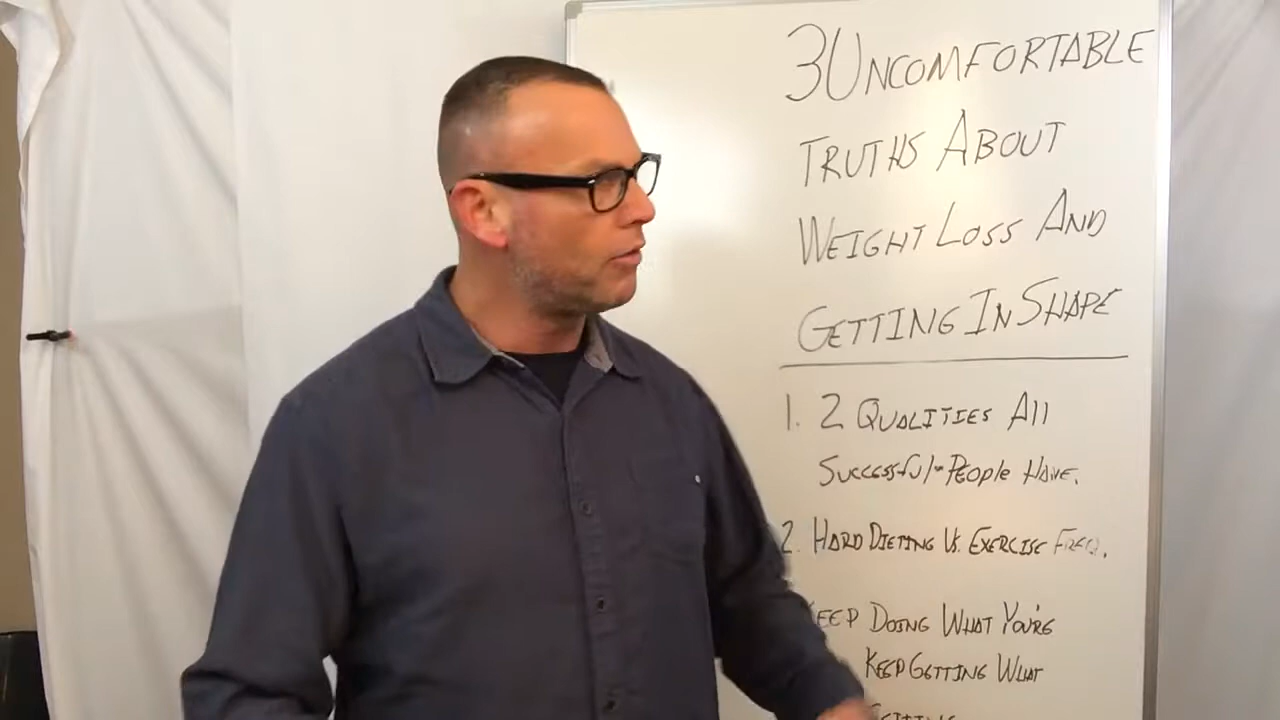 3 UNCOMFORTABLE
TRUTHS ABOUT
WEIGHT LOSS AND
GETTING IN SHAPE
1. 2 QUALITIES All
SUCCESSFUL PEOPLE HAVE.
2. HARD DIETING VS. EXERCISE FREQ.
EEP DOING WHAT YOU'RE
KEEP GETTING WHAT